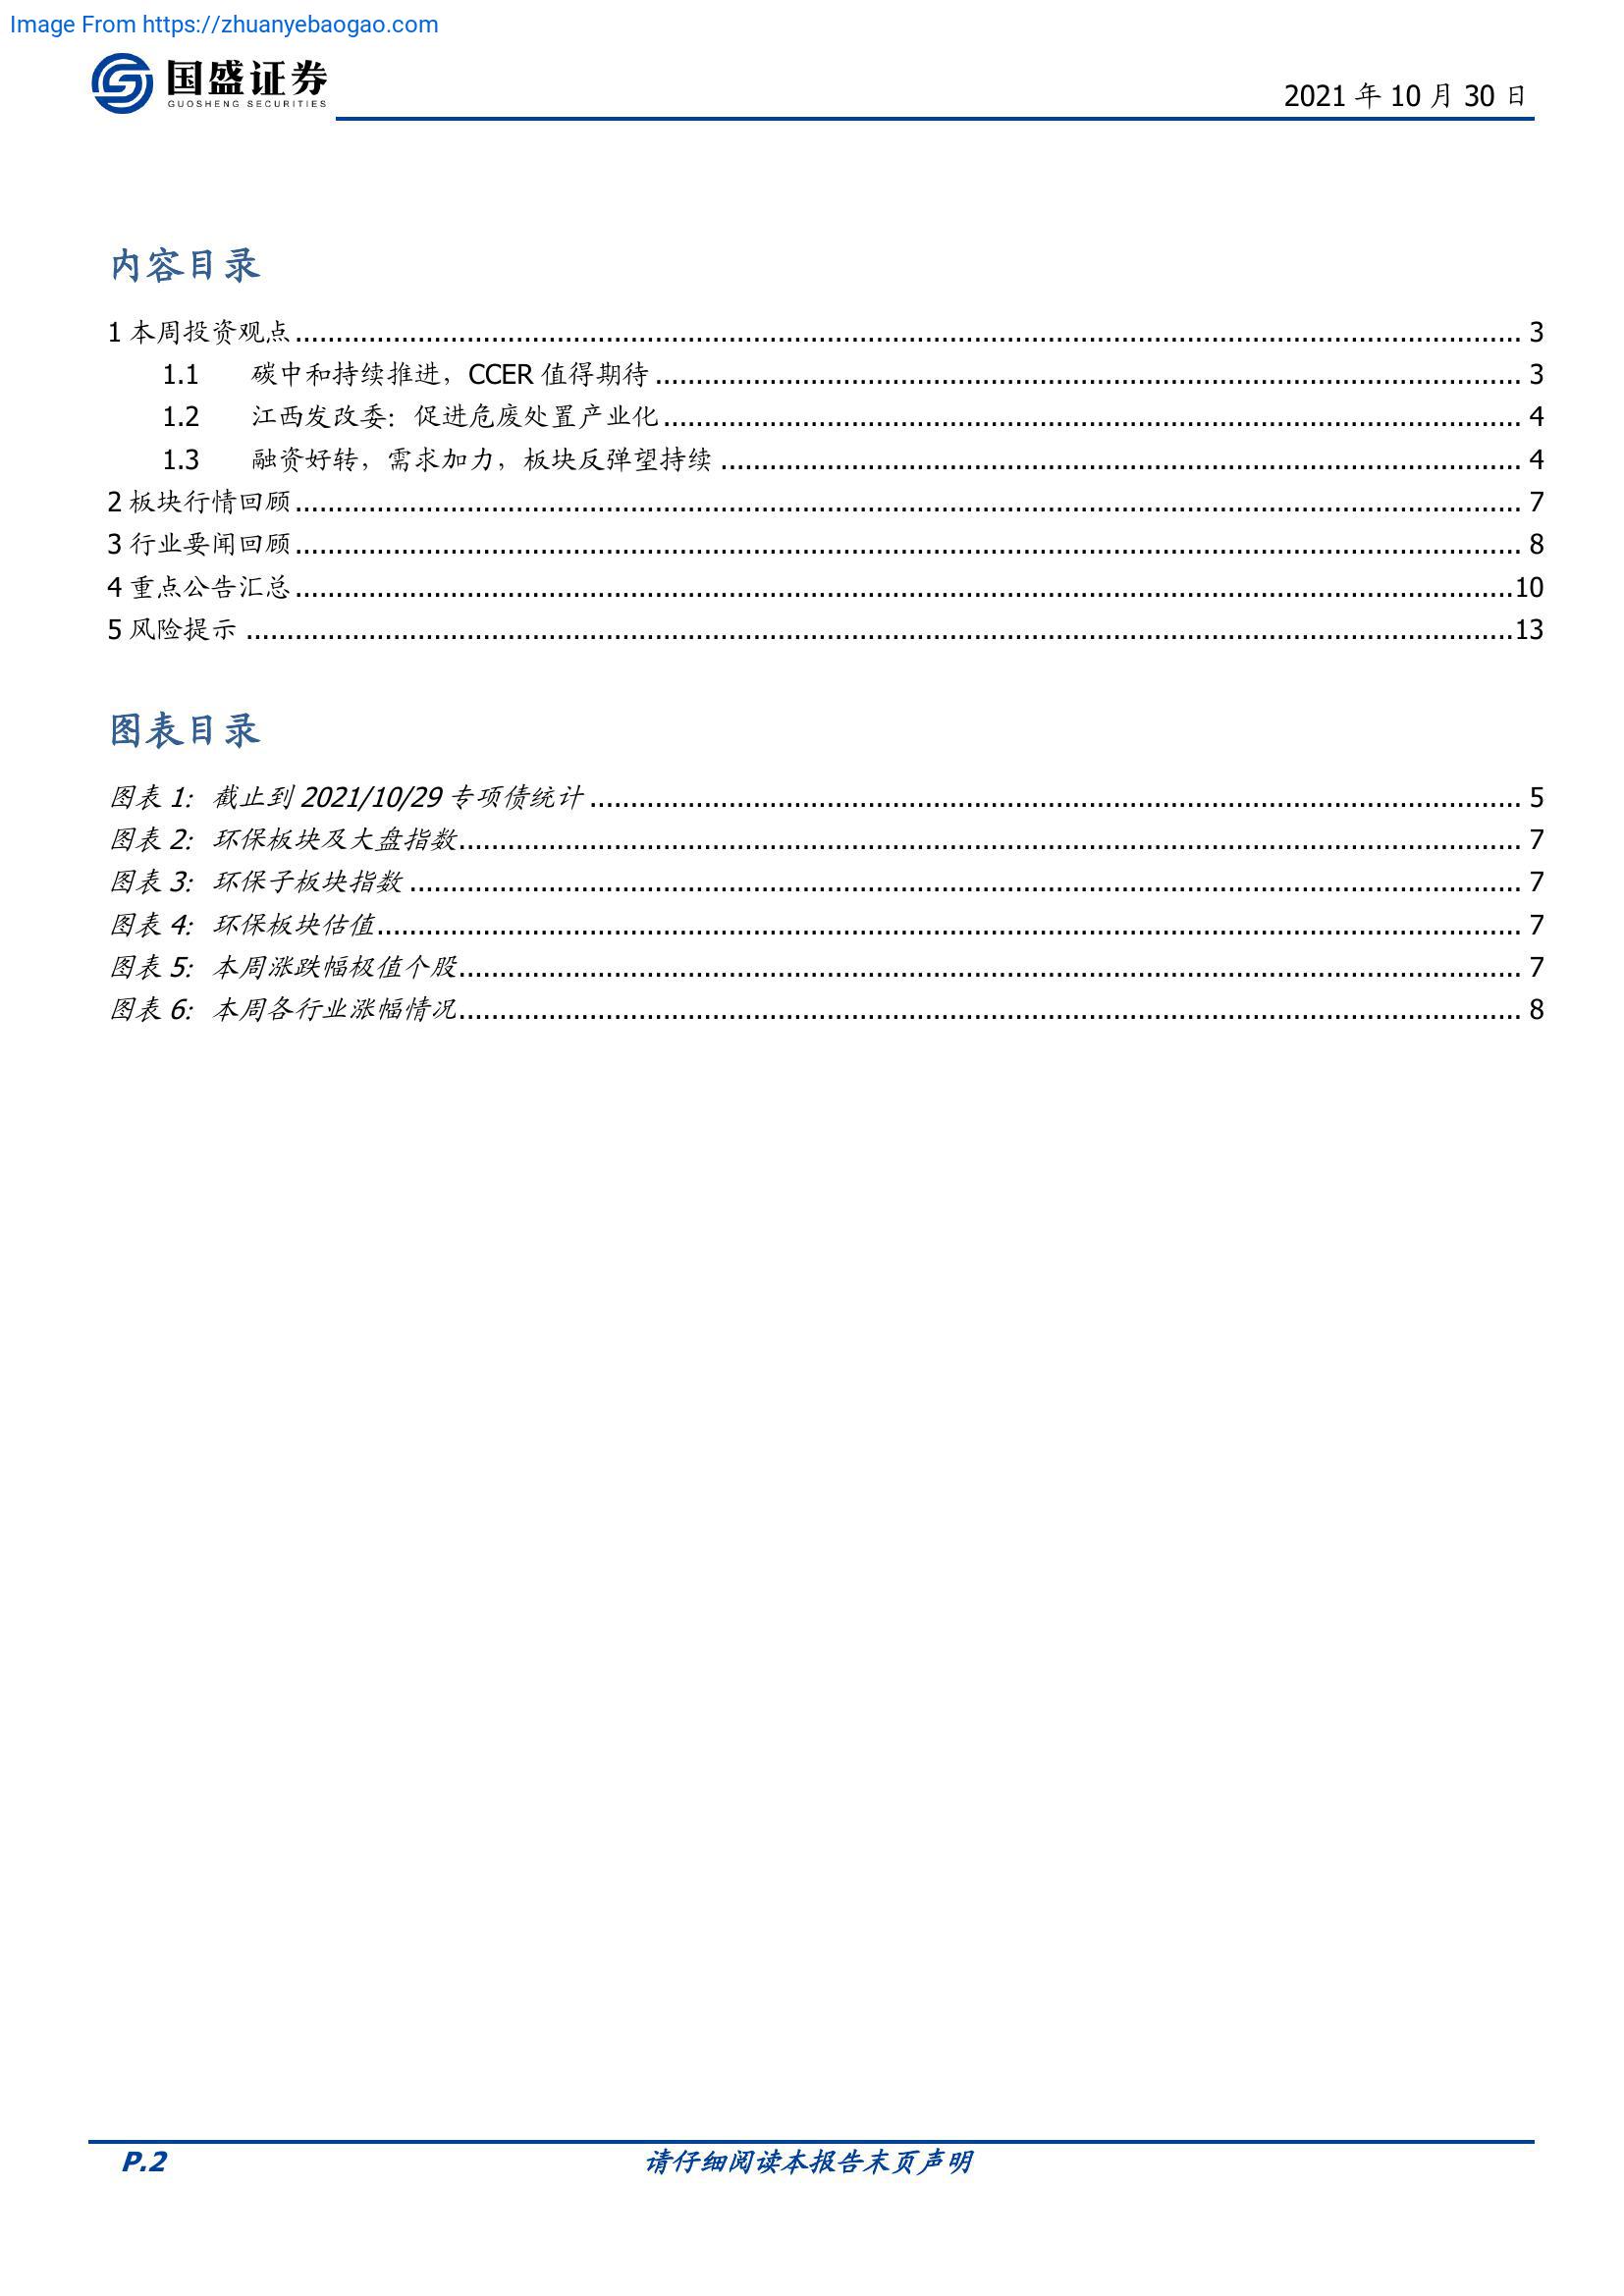 Image From https://zhuanyebaogao.com
国盛证券
GUOSHENG SECURITIES
2021 年 10 月 30 日
内容目录
1 本周投资观点 3
1.1 碳中和持续推进，CCER 值得期待 3
1.2 江西发改委：促进危废处置产业化 4
1.3 融资好转，需求加力，板块反弹望持续 4
2 板块行情回顾 7
3 行业要闻回顾 8
4 重点公告汇总 10
5 风险提示 13
图表目录
图表 1：截止到 2021/10/29 专项债统计 5
图表 2：环保板块及大盘指数 7
图表 3：环保子板块指数 7
图表 4：环保板块估值 7
图表 5：本周涨跌幅极值个股 7
图表 6：本周各行业涨幅情况 8
P.2 请仔细阅读本报告末页声明